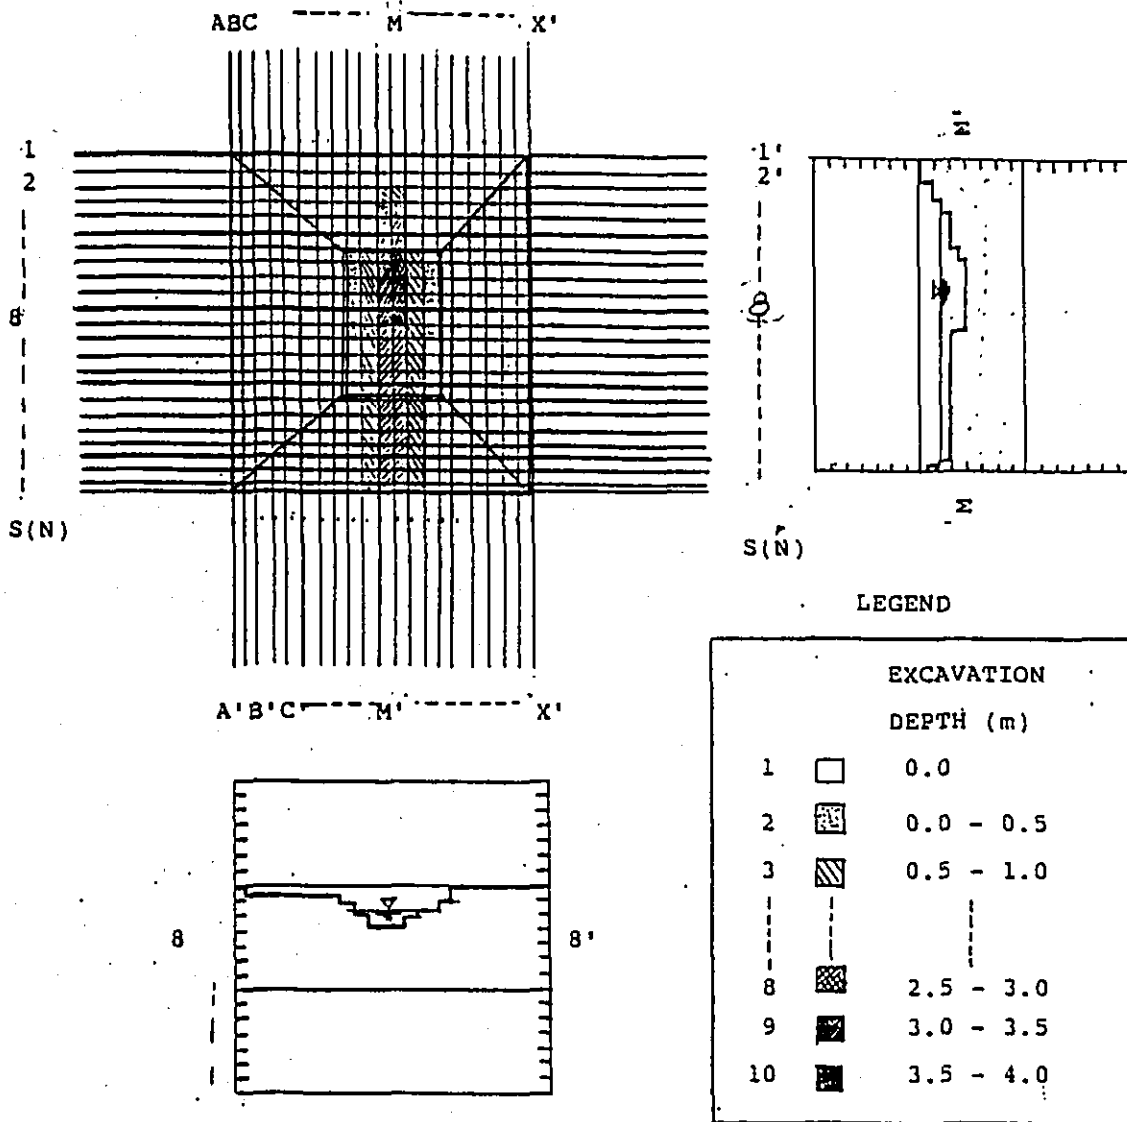 ABC M X'
1
2
8
S(N)
1'
2'
8
S(N)
M
M
A'B'C' M' X'
8 8'
LEGEND
EXCAVATION
DEPTH (m)
1 0.0
2 0.0 - 0.5
3 0.5 - 1.0
8 2.5 - 3.0
9 3.0 - 3.5
10 3.5 - 4.0